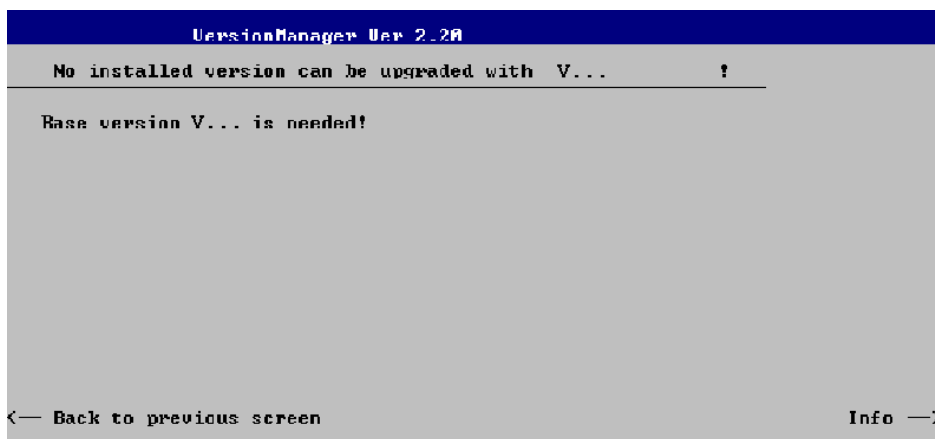 VersionManager Ver 2.20
No installed version can be upgraded with V... !
Base version V... is needed!
<— Back to previous screen
Info —>